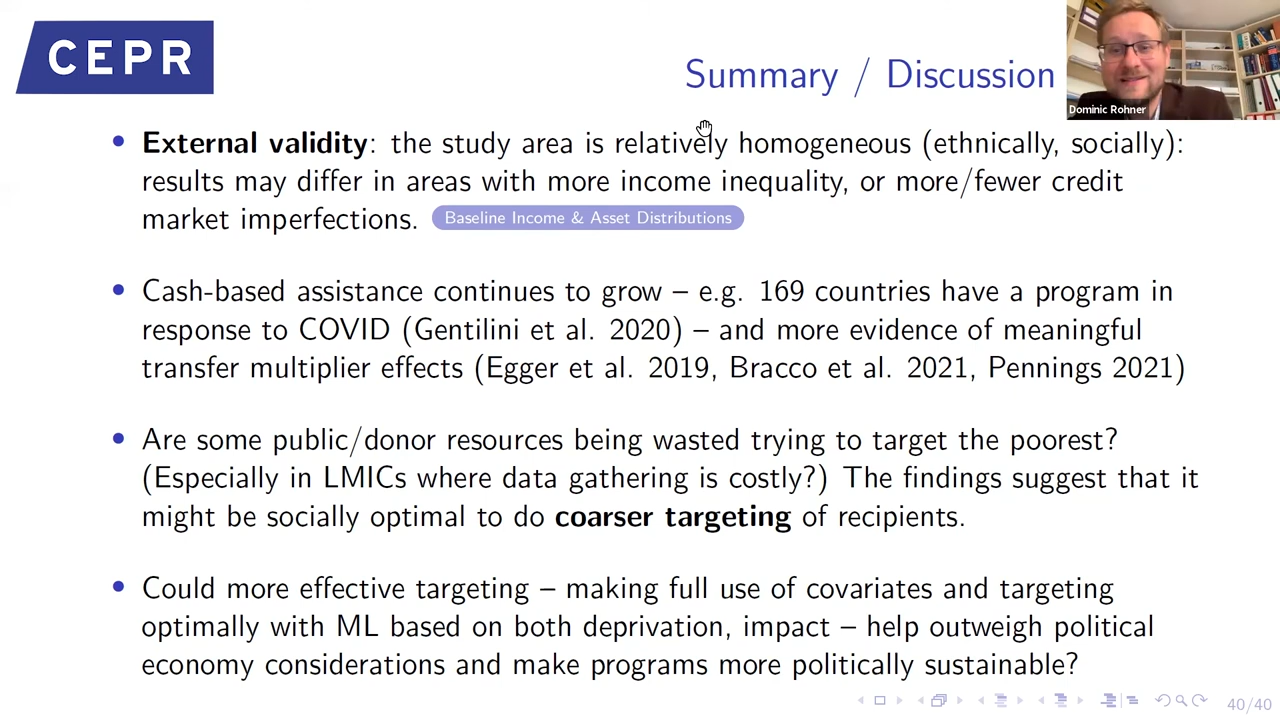 CEPR
Summary / Discussion
Dominic Rohner
• External validity: the study area is relatively homogeneous (ethnically, socially):
results may differ in areas with more income inequality, or more/fewer credit
market imperfections. Baseline Income & Asset Distributions
• Cash-based assistance continues to grow – e.g. 169 countries have a program in
response to COVID (Gentilini et al. 2020) – and more evidence of meaningful
transfer multiplier effects (Egger et al. 2019, Bracco et al. 2021, Pennings 2021)
• Are some public/donor resources being wasted trying to target the poorest?
(Especially in LMICs where data gathering is costly?) The findings suggest that it
might be socially optimal to do coarser targeting of recipients.
• Could more effective targeting – making full use of covariates and targeting
optimally with ML based on both deprivation, impact – help outweigh political
economy considerations and make programs more politically sustainable?
40/40